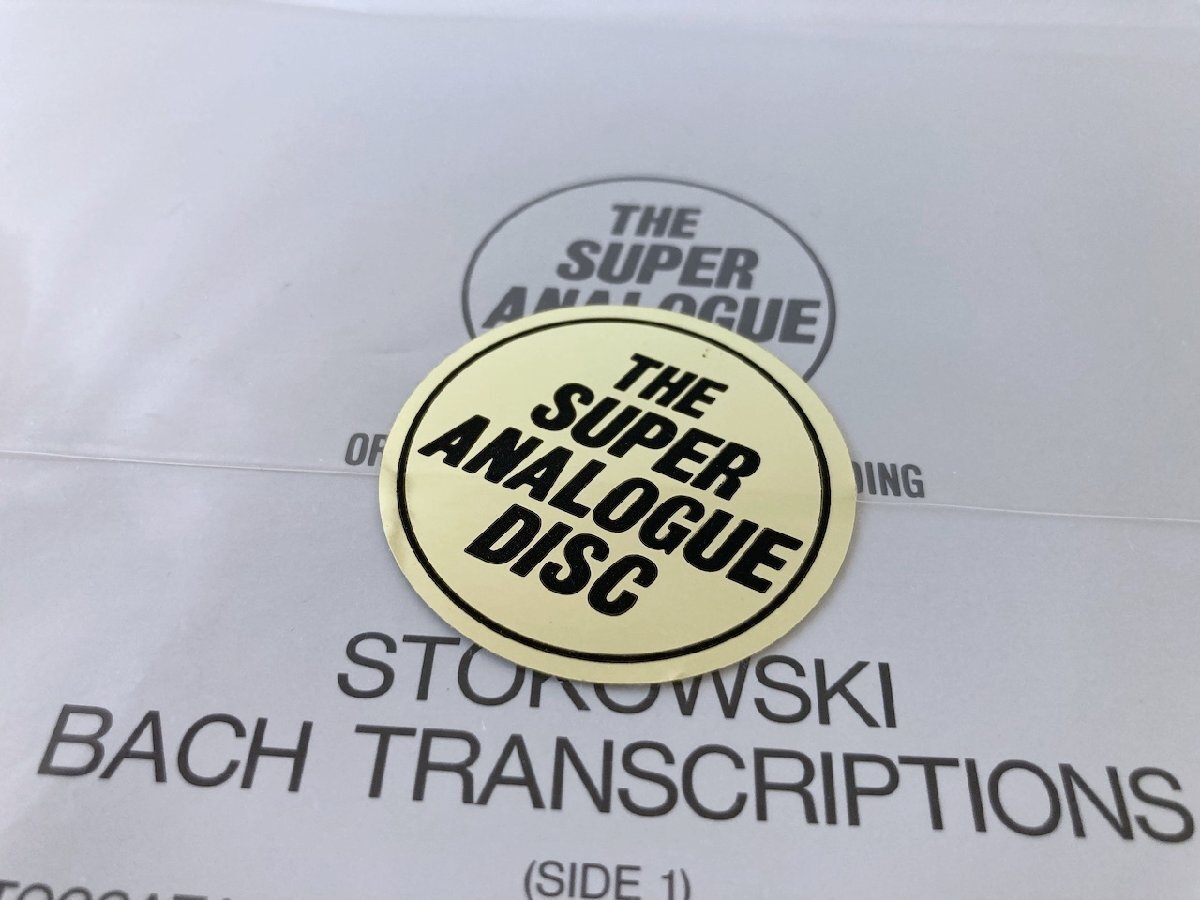 THE
SUPER
ANALOGUE
THE
SUPER
ANALOGUE
DISC
STOKOWSKI
BACH TRANSCRIPTIONS
(SIDE 1)